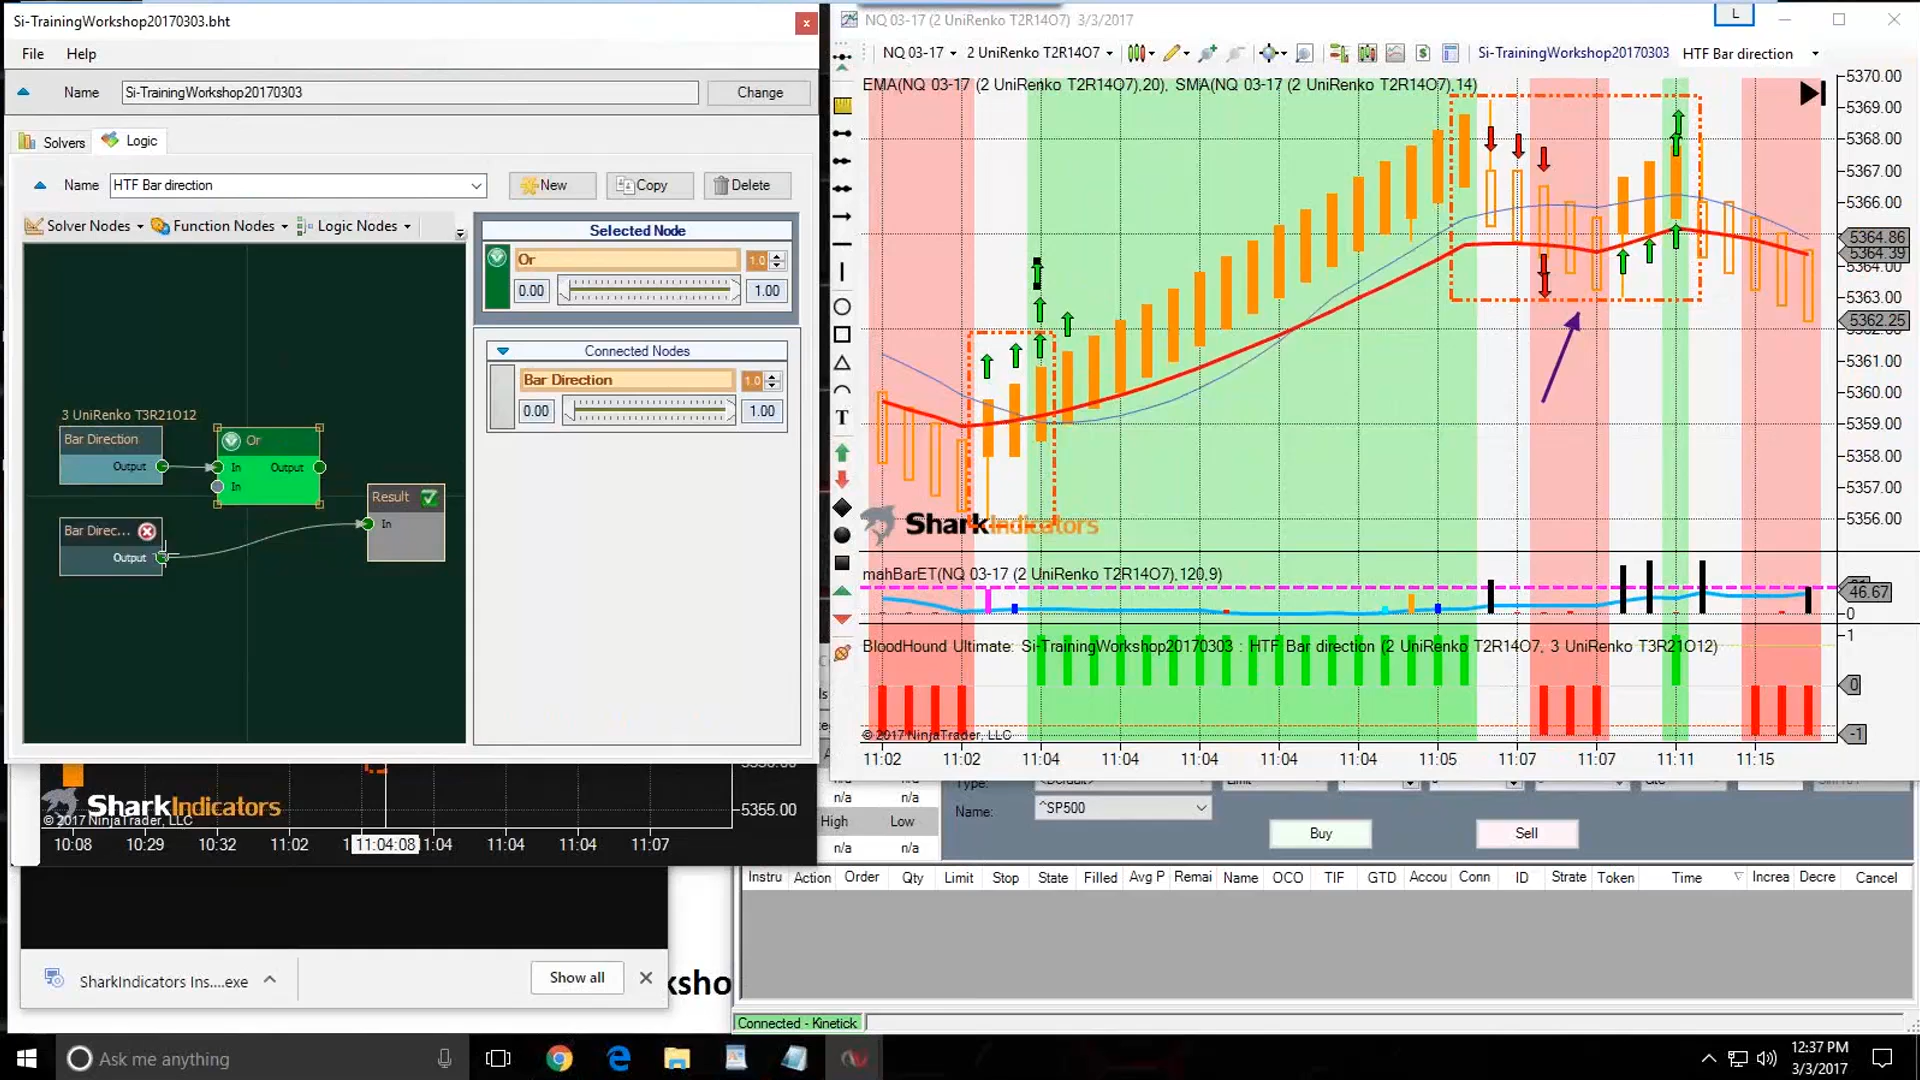 Si-TrainingWorkshop20170303.bht
File Help
Name Si-TrainingWorkshop20170303 Change
Solvers Logic
Name HTF Bar direction New Copy Delete
Solver Nodes Function Nodes Logic Nodes
Selected Node
Or 1.0
0.00 1.00
Connected Nodes
Bar Direction 1.0
0.00 1.00
3 UniRenko T3R21O12
Bar Direction
Output
Or
In Output
In
Bar Direc...
Output
Result
In
NQ 03-17 (2 UniRenko T2R14O7) 3/3/2017
L
NQ 03-17 2 UniRenko T2R14O7 Si-TrainingWorkshop20170303 HTF Bar direction
EMA(NQ 03-17 (2 UniRenko T2R14O7),20), SMA(NQ 03-17 (2 UniRenko T2R14O7),14)
T
5370.00
5369.00
5368.00
5367.00
5366.00
5364.86
5364.39
5364.00
5363.00
5362.25
5361.00
5360.00
5359.00
5358.00
5357.00
5356.00
SharkIndicators
mahBarET(NQ 03-17 (2 UniRenko T2R14O7),120,9)
46.67
0
BloodHound Ultimate: Si-TrainingWorkshop20170303 : HTF Bar direction (2 UniRenko T2R14O7, 3 UniRenko T3R21O12)
1
0
-1
© 2017 NinjaTrader, LLC
11:02 11:02 11:04 11:04 11:04 11:04 11:04 11:05 11:07 11:07 11:11 11:15
SharkIndicators
© 2017 NinjaTrader, LLC
5355.00
10:08 10:29 10:32 11:02 11:04:08 11:04 11:04 11:04 11:07
n/a n/a
High Low
n/a n/a
Type:
Name: ^SP500
Buy Sell
Instru Action Order Qty Limit Stop State Filled Avg P Remai Name OCO TIF GTD Accou Conn ID Strate Token Time Increa Decre Cancel
SharkIndicators Ins....exe Show all
ksho
Connected - Kinetick
Ask me anything
12:37 PM
3/3/2017